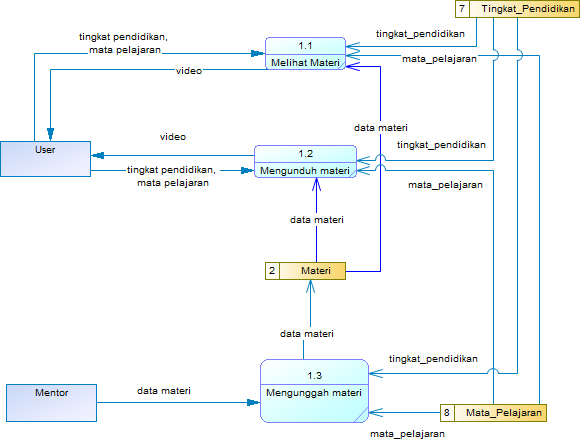 7 Tingkat_Pendidikan
tingkat pendidikan,
mata pelajaran
1.1
Melihat Materi
tingkat_pendidikan
mata_pelajaran
video
data materi
User
video
1.2
Mengunduh materi
tingkat_pendidikan
tingkat pendidikan,
mata pelajaran
mata_pelajaran
data materi
2 Materi
data materi
1.3
Mengunggah materi
tingkat_pendidikan
Mentor
data materi
8 Mata_Pelajaran
mata_pelajaran